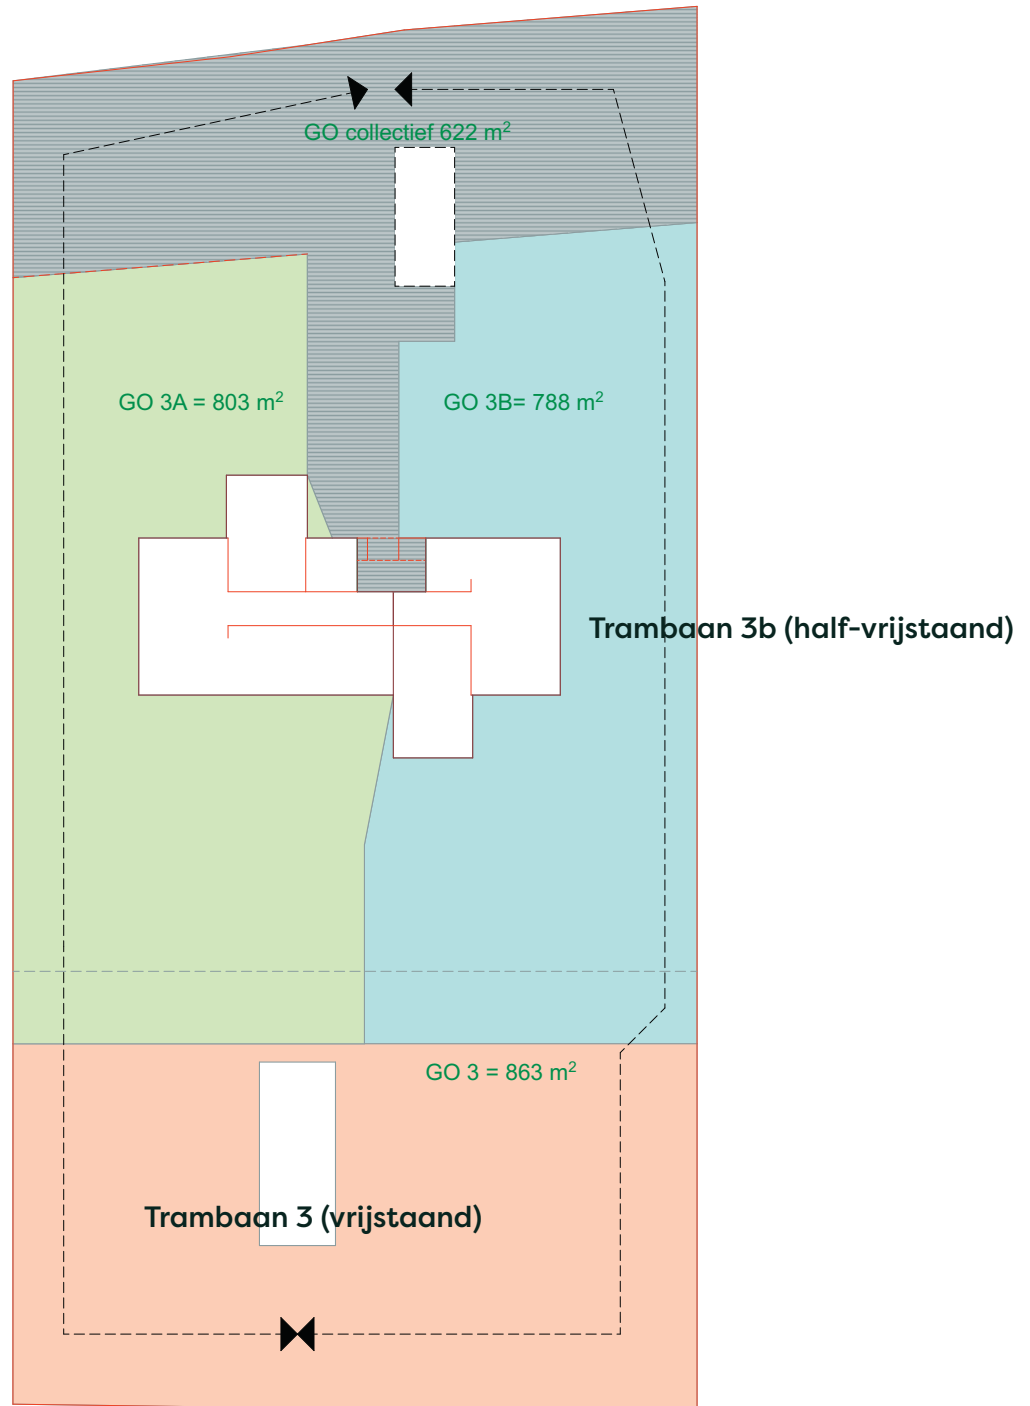 GO collectief 622 m²
GO 3A = 803 m²
GO 3B= 788 m²
Trambaan 3b (half-vrijstaand)
GO 3 = 863 m²
Trambaan 3 (vrijstaand)